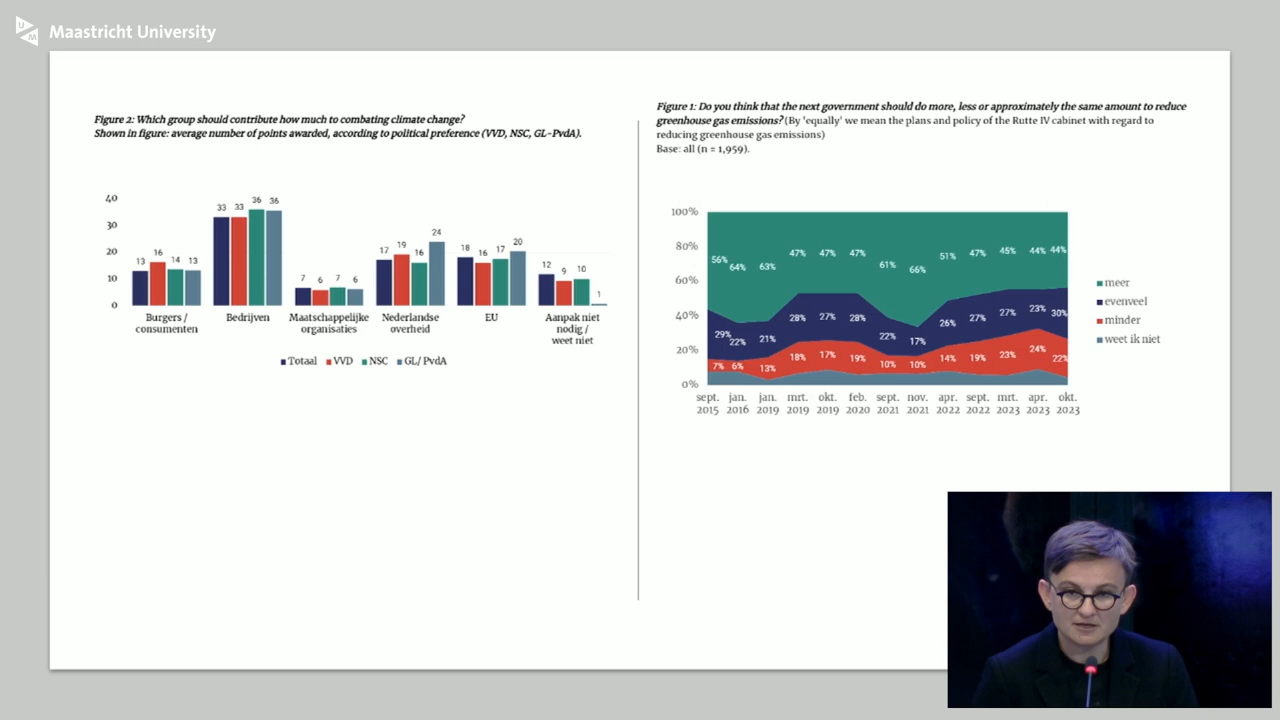 Maastricht University
Figure 2: Which group should contribute how much to combating climate change?
Shown in figure: average number of points awarded, according to political preference (VVD, NSC, GL-PvdA).
40
30
20
10
0
13 16 14 13
33 33 36 36
7 6 7 6
17 19 16 24
18 16 17 20
12 9 10 1
Burgers / consumenten
Bedrijven
Maatschappelijke organisaties
Nederlandse overheid
EU
Aanpak niet nodig / weet niet
Totaal VVD NSC GL/ PvdA
Figure 1: Do you think that the next government should do more, less or approximately the same amount to reduce
greenhouse gas emissions? (By 'equally' we mean the plans and policy of the Rutte IV cabinet with regard to
reducing greenhouse gas emissions)
Base: all (n = 1,959).
100%
80%
60%
40%
20%
0%
56% 64% 63% 47% 47% 47% 61% 66% 51% 47% 45% 44% 44%
29% 22% 21% 28% 27% 28% 22% 17% 26% 27% 27% 23% 30%
7% 6% 13% 18% 17% 19% 10% 10% 14% 19% 23% 24% 22%
sept. jan. jan. mrt. okt. feb. sept. nov. apr. sept. mrt. apr. okt.
2015 2016 2019 2019 2019 2020 2021 2021 2022 2022 2023 2023 2023
meer
evenveel
minder
weet ik niet